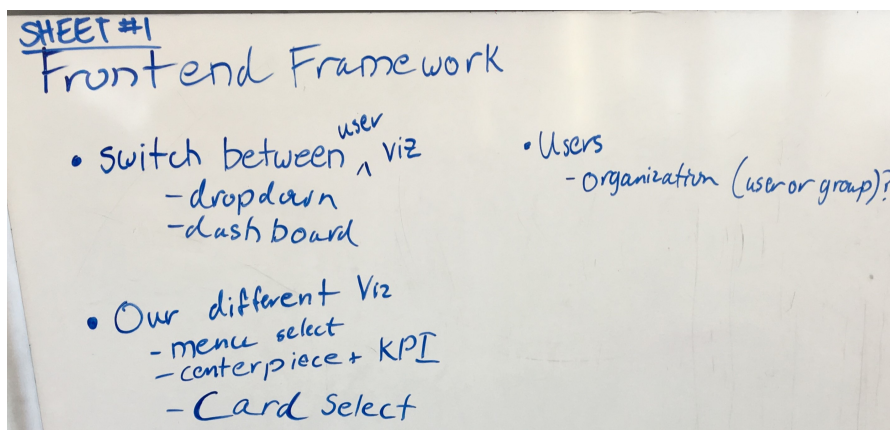 SHEET #1
Frontend Framework
• switch between user ^ viz
- dropdown
- dashboard
• Our different Viz
- menu select
- centerpiece + KPI
- Card Select
• Users
- organization (user or group)?